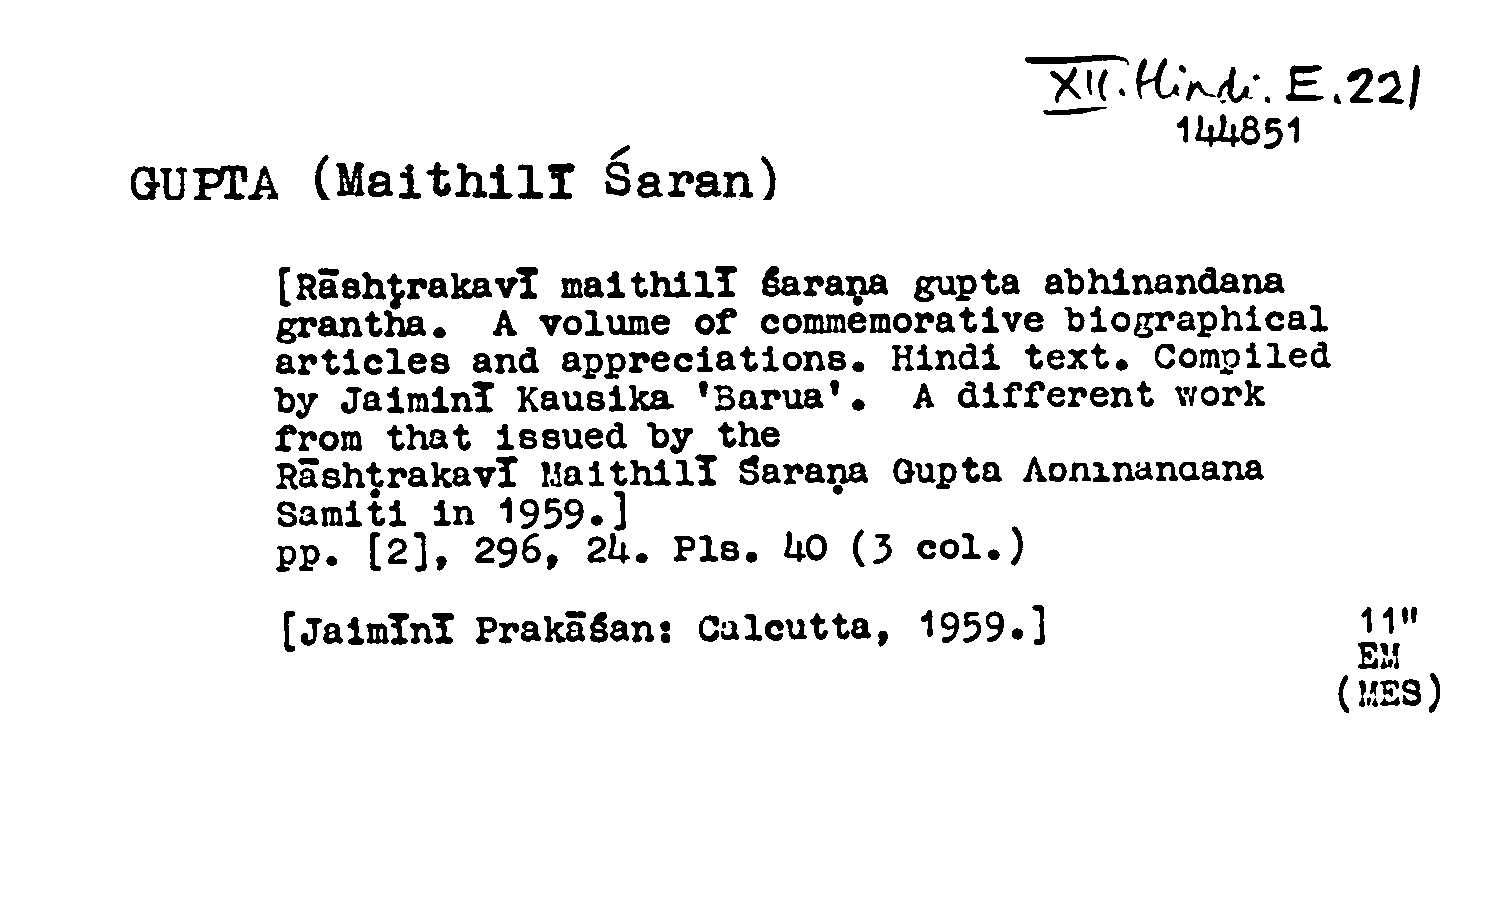 XII. Hindi. E.221
144851
GUPTA (Maithilī Śaran)
[Rāshṭrakavī maithilī śaraṇa gupta abhinandana
grantha. A volume of commemorative biographical
articles and appreciations. Hindi text. Compiled
by Jaiminī Kausika 'Barua'. A different work
from that issued by the
Rāshṭrakavī Maithilī Śaraṇa Gupta Abhinandana
Samiti in 1959.]
pp. [2], 296, 24. Pls. 40 (3 col.)
[Jaimīnī Prakāśan: Calcutta, 1959.]
11"
EM
(MES)